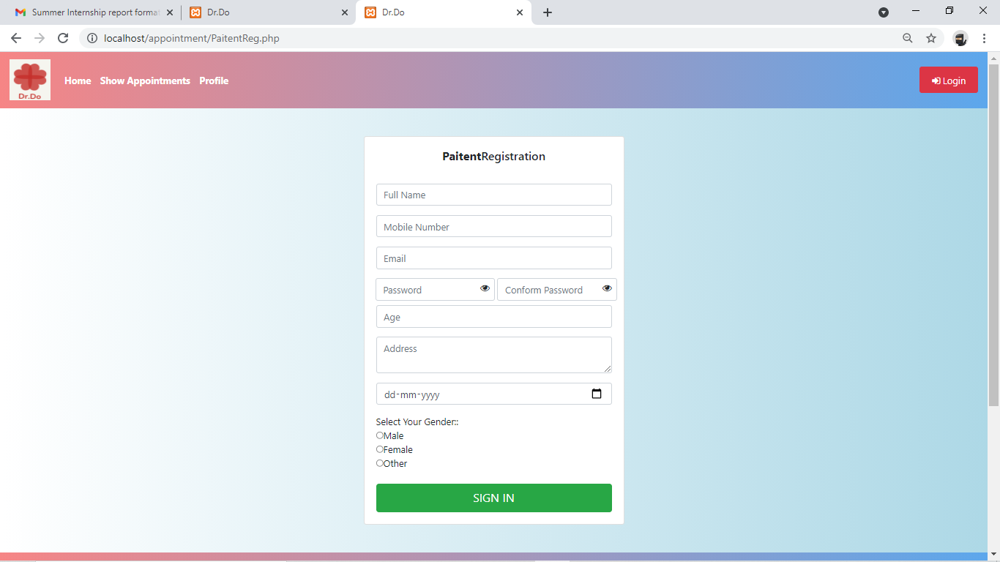 Summer Internship report format
Dr.Do
Dr.Do
localhost/appointment/PaitentReg.php
Dr.Do
Home Show Appointments Profile
Login
PaitentRegistration
Full Name
Mobile Number
Email
Password Conform Password
Age
Address
dd-mm-yyyy
Select Your Gender::
Male
Female
Other
SIGN IN